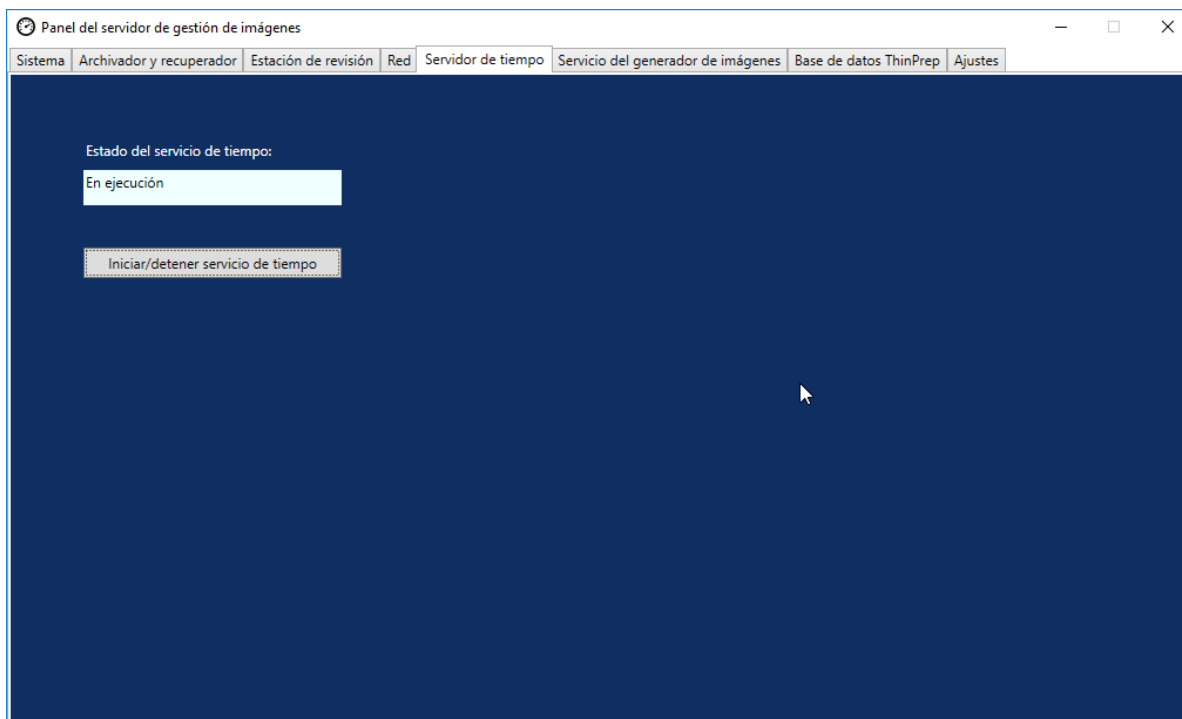 Panel del servidor de gestión de imágenes
Sistema Archivador y recuperador Estación de revisión Red Servidor de tiempo Servicio del generador de imágenes Base de datos ThinPrep Ajustes
Estado del servicio de tiempo:
En ejecución
Iniciar/detener servicio de tiempo